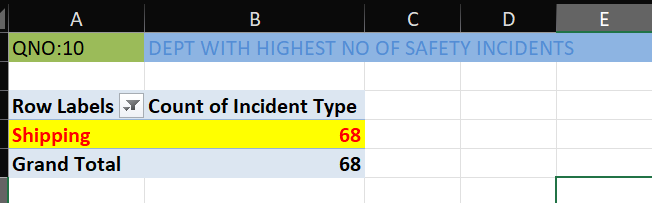 A B C D E
QNO:10 DEPT WITH HIGHEST NO OF SAFETY INCIDENTS
Row Labels Count of Incident Type
Shipping 68
Grand Total 68